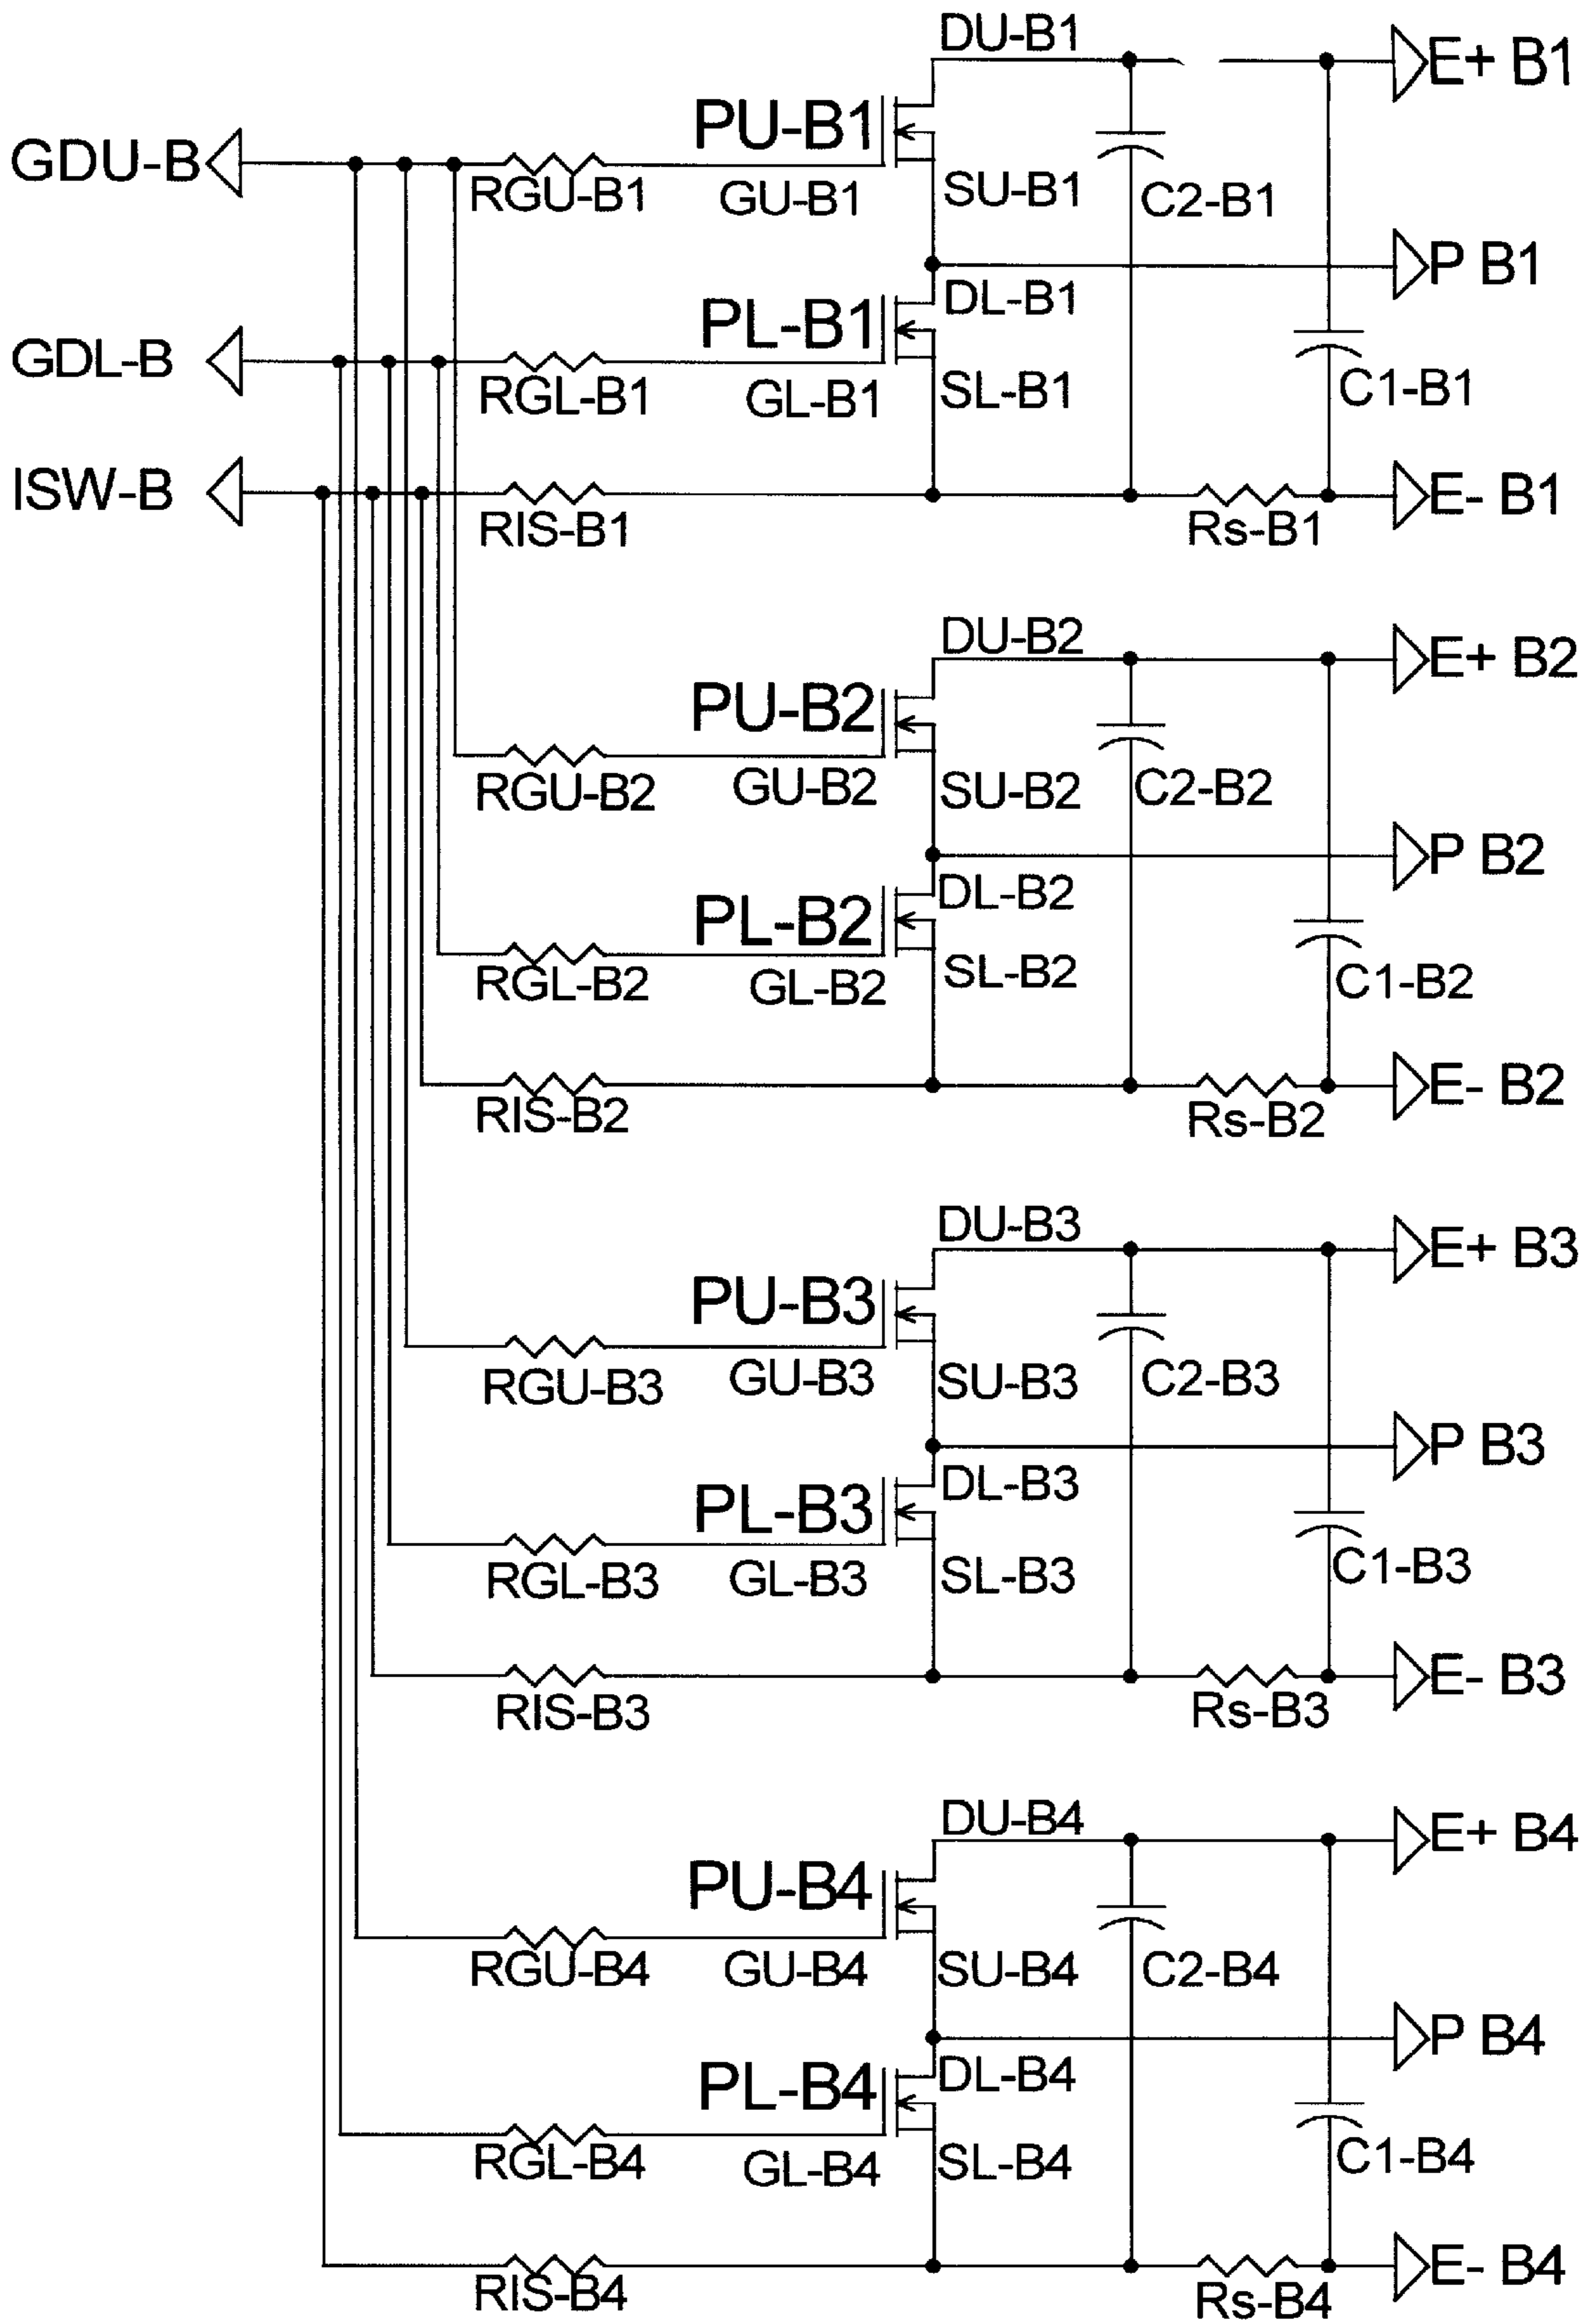 DU-B1
E+ B1
PU-B1
GDU-B
RGU-B1
GU-B1
SU-B1
C2-B1
P B1
DL-B1
PL-B1
GDL-B
RGL-B1
GL-B1
SL-B1
C1-B1
ISW-B
RIS-B1
Rs-B1
E- B1
DU-B2
E+ B2
PU-B2
RGU-B2
GU-B2
SU-B2
C2-B2
P B2
DL-B2
PL-B2
RGL-B2
GL-B2
SL-B2
C1-B2
RIS-B2
Rs-B2
E- B2
DU-B3
E+ B3
PU-B3
RGU-B3
GU-B3
SU-B3
C2-B3
P B3
DL-B3
PL-B3
RGL-B3
GL-B3
SL-B3
C1-B3
RIS-B3
Rs-B3
E- B3
DU-B4
E+ B4
PU-B4
RGU-B4
GU-B4
SU-B4
C2-B4
P B4
DL-B4
PL-B4
RGL-B4
GL-B4
SL-B4
C1-B4
RIS-B4
Rs-B4
E- B4